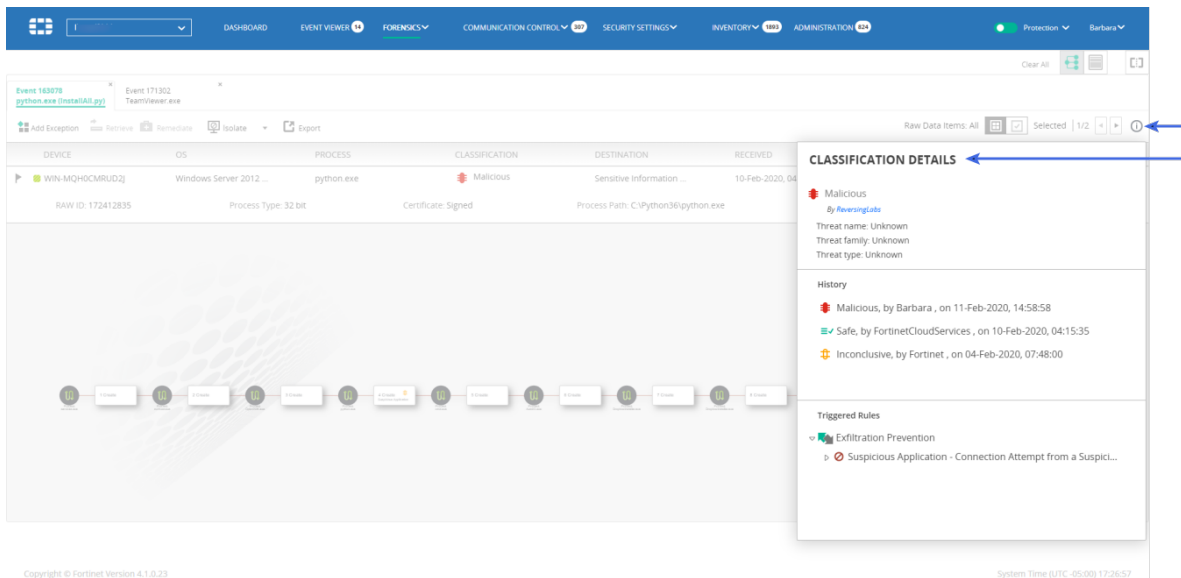 DASHBOARD EVENT VIEWER 14 FORENSICS COMMUNICATION CONTROL 307 SECURITY SETTINGS INVENTORY 1893 ADMINISTRATION 824 Protection Barbara
Clear All
Event 163078
python.exe (InstallAll.py)
Event 171302
TeamViewer.exe
Add Exception Retrieve Remediate Isolate Export Raw Data Items: All Selected 1/2
DEVICE OS PROCESS CLASSIFICATION DESTINATION RECEIVED
WIN-MQH0CMRUD2J Windows Server 2012 ... python.exe Malicious Sensitive Information ... 10-Feb-2020, 04
RAW ID: 172412835 Process Type: 32 bit Certificate: Signed Process Path: C:\Python36\python.exe
CLASSIFICATION DETAILS
Malicious
By ReversingLabs
Threat name: Unknown
Threat family: Unknown
Threat type: Unknown
History
Malicious, by Barbara , on 11-Feb-2020, 14:58:58
Safe, by FortinetCloudServices , on 10-Feb-2020, 04:15:35
Inconclusive, by Fortinet , on 04-Feb-2020, 07:48:00
Triggered Rules
Exfiltration Prevention
Suspicious Application - Connection Attempt from a Suspici...
Copyright © Fortinet Version 4.1.0.23
System Time (UTC -05:00) 17:26:57